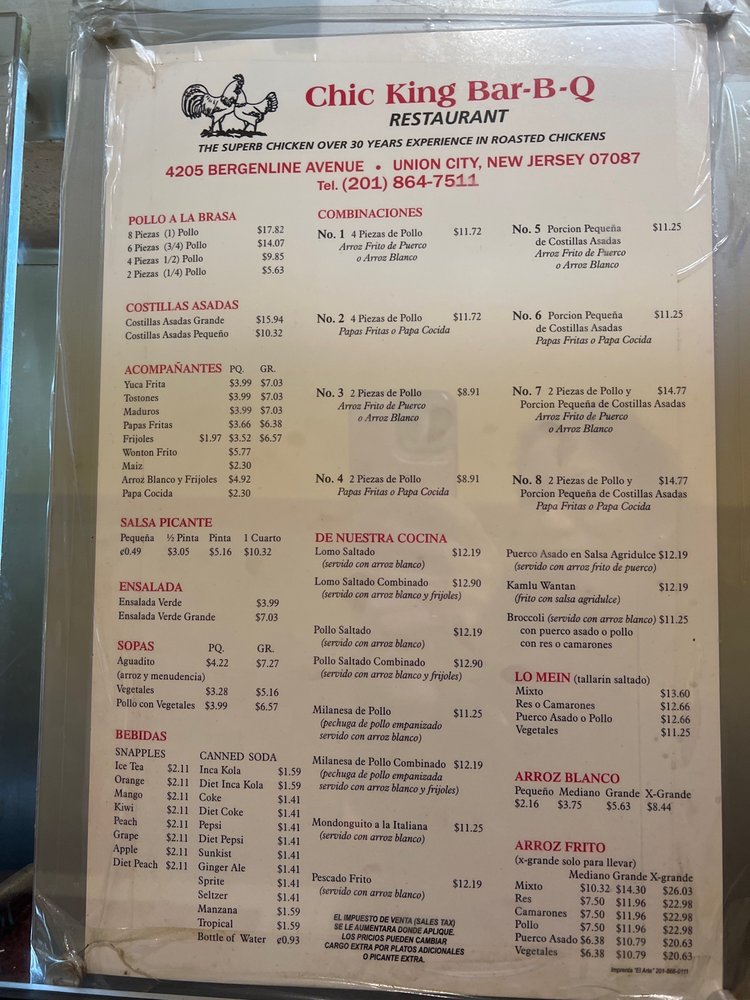 Chic King Bar-B-Q
RESTAURANT
THE SUPERB CHICKEN OVER 30 YEARS EXPERIENCE IN ROASTED CHICKENS
4205 BERGENLINE AVENUE • UNION CITY, NEW JERSEY 07087
Tel. (201) 864-7511
POLLO A LA BRASA
8 Piezas (1) Pollo $17.82
6 Piezas (3/4) Pollo $14.07
4 Piezas 1/2) Pollo $9.85
2 Piezas (1/4) Pollo $5.63
COSTILLAS ASADAS
Costillas Asadas Grande $15.94
Costillas Asadas Pequeño $10.32
ACOMPAÑANTES PQ. GR.
Yuca Frita $3.99 $7.03
Tostones $3.99 $7.03
Maduros $3.99 $7.03
Papas Fritas $3.66 $6.38
Frijoles $1.97 $3.52 $6.57
Wonton Frito $5.77
Maiz $2.30
Arroz Blanco y Frijoles $4.92
Papa Cocida $2.30
SALSA PICANTE
Pequeña ½ Pinta Pinta 1 Cuarto
¢0.49 $3.05 $5.16 $10.32
ENSALADA
Ensalada Verde $3.99
Ensalada Verde Grande $7.03
SOPAS PQ. GR.
Aguadito $4.22 $7.27
(arroz y menudencia)
Vegetales $3.28 $5.16
Pollo con Vegetales $3.99 $6.57
BEBIDAS
SNAPPLES
Ice Tea $2.11
Orange $2.11
Mango $2.11
Kiwi $2.11
Peach $2.11
Grape $2.11
Apple $2.11
Diet Peach $2.11
CANNED SODA
Inca Kola $1.59
Diet Inca Kola $1.59
Coke $1.41
Diet Coke $1.41
Pepsi $1.41
Diet Pepsi $1.41
Sunkist $1.41
Ginger Ale $1.41
Sprite $1.41
Seltzer $1.41
Manzana $1.59
Tropical $1.59
Bottle of Water ¢0.93
COMBINACIONES
No. 1 4 Piezas de Pollo $11.72
Arroz Frito de Puerco
o Arroz Blanco
No. 2 4 Piezas de Pollo $11.72
Papas Fritas o Papa Cocida
No. 3 2 Piezas de Pollo $8.91
Arroz Frito de Puerco
o Arroz Blanco
No. 4 2 Piezas de Pollo $8.91
Papas Fritas o Papa Cocida
No. 5 Porcion Pequeña $11.25
de Costillas Asadas
Arroz Frito de Puerco
o Arroz Blanco
No. 6 Porcion Pequeña $11.25
de Costillas Asadas
Papas Fritas o Papa Cocida
No. 7 2 Piezas de Pollo y $14.77
Porcion Pequeña de Costillas Asadas
Arroz Frito de Puerco
o Arroz Blanco
No. 8 2 Piezas de Pollo y $14.77
Porcion Pequeña de Costillas Asadas
Papa Fritas o Papa Cocida
DE NUESTRA COCINA
Lomo Saltado $12.19
(servido con arroz blanco)
Lomo Saltado Combinado $12.90
(servido con arroz blanco y frijoles)
Pollo Saltado $12.19
(servido con arroz blanco)
Pollo Saltado Combinado $12.90
(servido con arroz blanco y frijoles)
Milanesa de Pollo $11.25
(pechuga de pollo empanizado
servido con arroz blanco)
Milanesa de Pollo Combinado $12.19
(pechuga de pollo empanizada
servido con arroz blanco y frijoles)
Mondonguito a la Italiana $11.25
(servido con arroz blanco)
Pescado Frito $12.19
(servido con arroz blanco)
EL IMPUESTO DE VENTA (SALES TAX)
SE LE AUMENTARA DONDE APLIQUE.
LOS PRICIOS PUEDEN CAMBIAR
CARGO EXTRA POR PLATOS ADICIONALES
O PICANTE EXTRA.
Puerco Asado en Salsa Agridulce $12.19
(servido con arroz frito de puerco)
Kamlu Wantan $12.19
(frito con salsa agridulce)
Broccoli (servido con arroz blanco) $11.25
con puerco asado o pollo
con res o camarones
LO MEIN (tallarin saltado)
Mixto $13.60
Res o Camarones $12.66
Puerco Asado o Pollo $12.66
Vegetales $11.25
ARROZ BLANCO
Pequeño Mediano Grande X-Grande
$2.16 $3.75 $5.63 $8.44
ARROZ FRITO
(x-grande solo para llevar)
Mediano Grande X-grande
Mixto $10.32 $14.30 $26.03
Res $7.50 $11.96 $22.98
Camarones $7.50 $11.96 $22.98
Pollo $7.50 $11.96 $22.98
Puerco Asado $6.38 $10.79 $20.63
Vegetales $6.38 $10.79 $20.63
Imprenta "El Arte" 201-866-0111